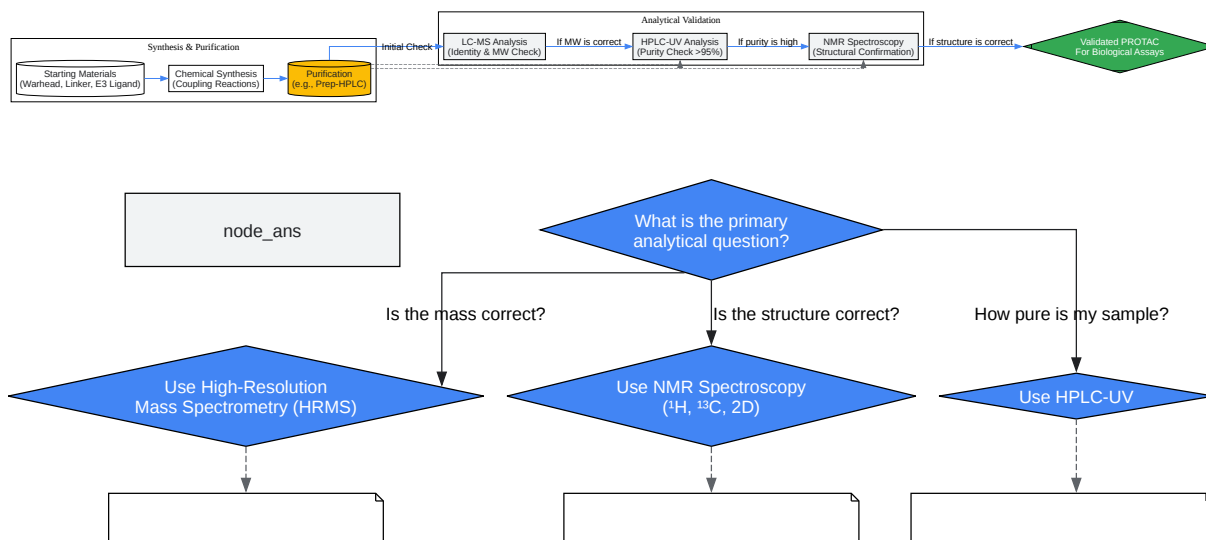 Analytical Validation
Synthesis & Purification
Initial Check
LC-MS Analysis
(Identity & MW Check)
If MW is correct
HPLC-UV Analysis
(Purity Check >95%)
If purity is high
NMR Spectroscopy
(Structural Confirmation)
If structure is correct
Validated PROTAC
For Biological Assays
Starting Materials
(Warhead, Linker, E3 Ligand)
Chemical Synthesis
(Coupling Reactions)
Purification
(e.g., Prep-HPLC)
node_ans
What is the primary
analytical question?
Is the mass correct?
Is the structure correct?
How pure is my sample?
Use High-Resolution
Mass Spectrometry (HRMS)
Use NMR Spectroscopy
(¹H, ¹³C, 2D)
Use HPLC-UV